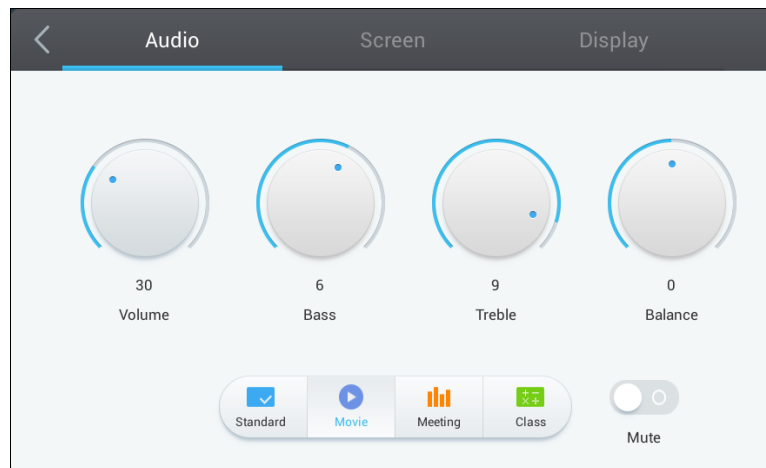 Audio Screen Display
30 6 9 0
Volume Bass Treble Balance
Standard Movie Meeting Class
Mute